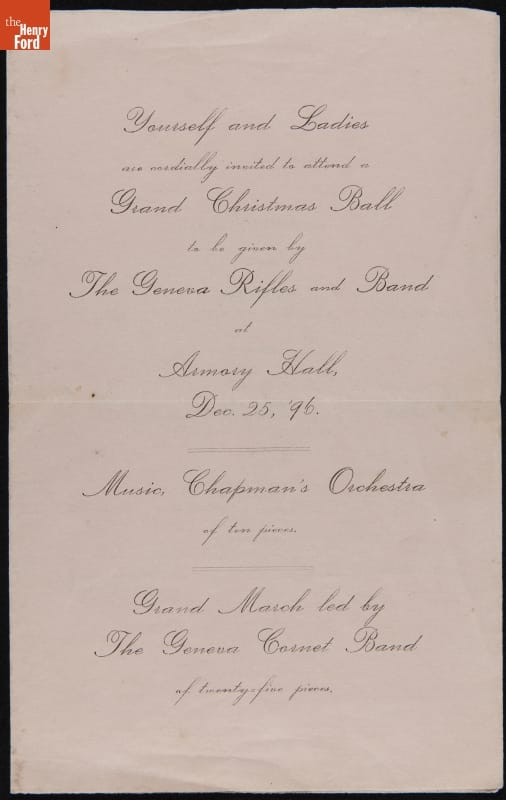 the
Henry
Ford
Yourself and Ladies
are cordially invited to attend a
Grand Christmas Ball
to be given by
The Geneva Rifles and Band
at
Armory Hall,
Dec. 25, '96.
Music, Chapman's Orchestra
of ten pieces.
Grand March led by
The Geneva Cornet Band
of twenty-five pieces.